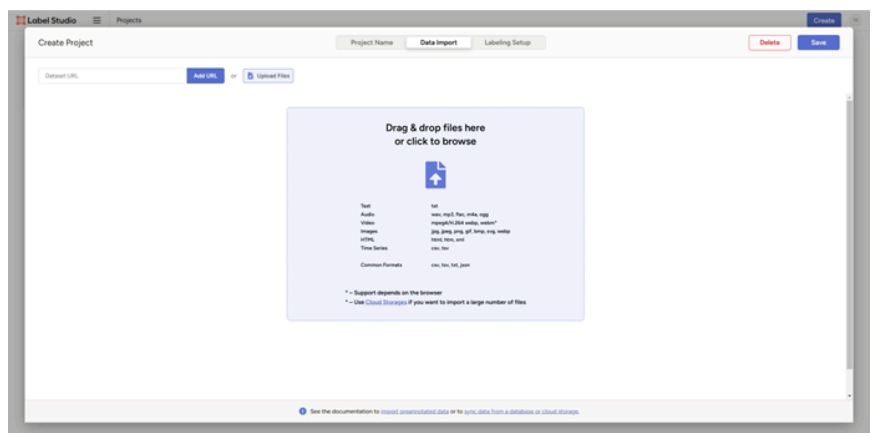 Label Studio
Projects
Create
Create Project
Project Name
Data Import
Labeling Setup
Delete
Save
Dataset URL
Add URL
or
Upload Files
Drag & drop files here
or click to browse
Text txt
Audio wav, mp3, flac, m4a, ogg
Video mpeg4/H.264 webp, webm*
Images jpg, jpeg, png, gif, bmp, svg, webp
HTML html, htm, xml
Time Series csv, tsv
Common Formats csv, tsv, txt, json
* – Support depends on the browser
* – Use Cloud Storages if you want to import a large number of files
See the documentation to import preannotated data or to sync data from a database or cloud storage.